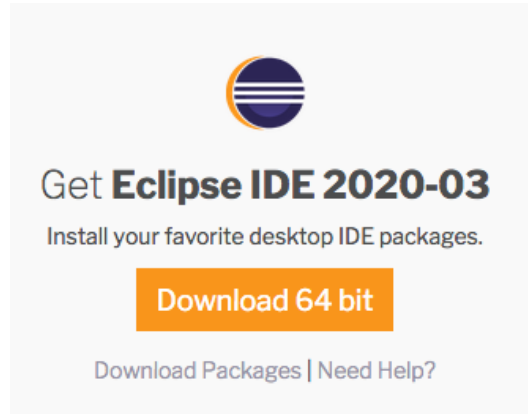 Get Eclipse IDE 2020-03
Install your favorite desktop IDE packages.
Download 64 bit
Download Packages | Need Help?